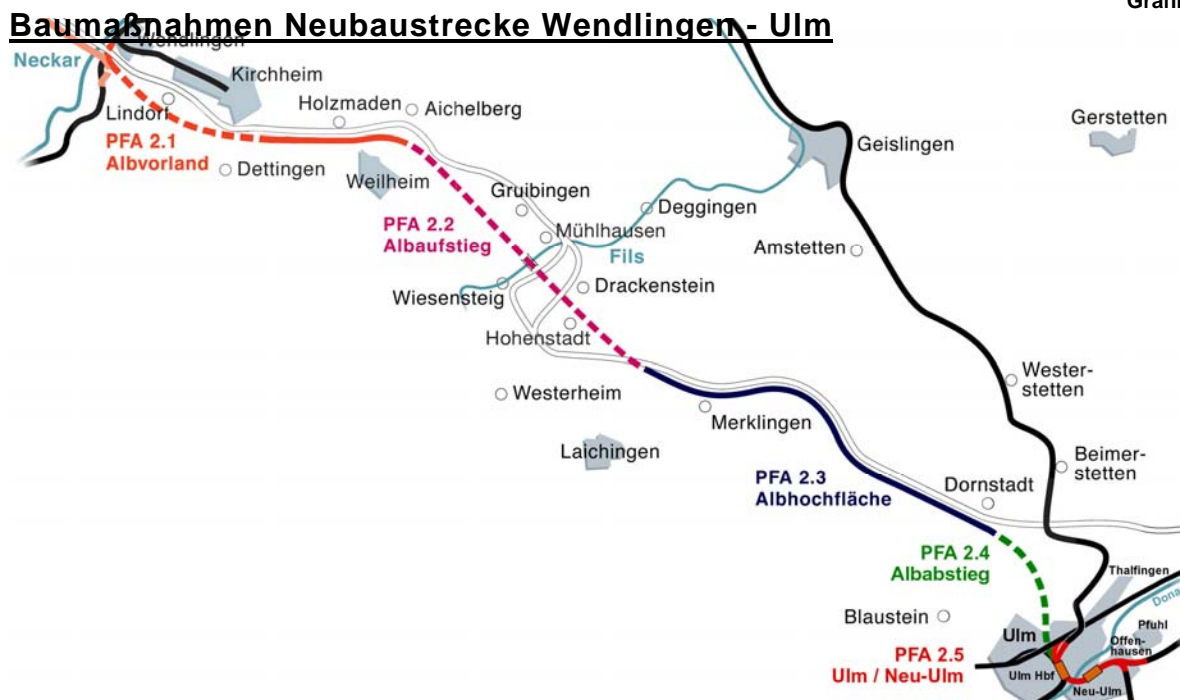 Baumaßnahmen Neubaustrecke Wendlingen - Ulm
Wendlingen
Neckar
Kirchheim
Lindorf
Holzmaden
Aichelberg
Gerstetten
PFA 2.1
Albvorland
Dettingen
Weilheim
Geislingen
Gruibingen
Deggingen
PFA 2.2
Albaufstieg
Mühlhausen
Fils
Amstetten
Wiesensteig
Drackenstein
Hohenstadt
Westerheim
Wester-
stetten
Merklingen
Laichingen
Beimer-
stetten
PFA 2.3
Albhochfläche
Dornstadt
PFA 2.4
Albabstieg
Thalfingen
Blaustein
Ulm
Pfuhl
Offen-
hausen
PFA 2.5
Ulm / Neu-Ulm
Ulm Hbf
Neu-Ulm